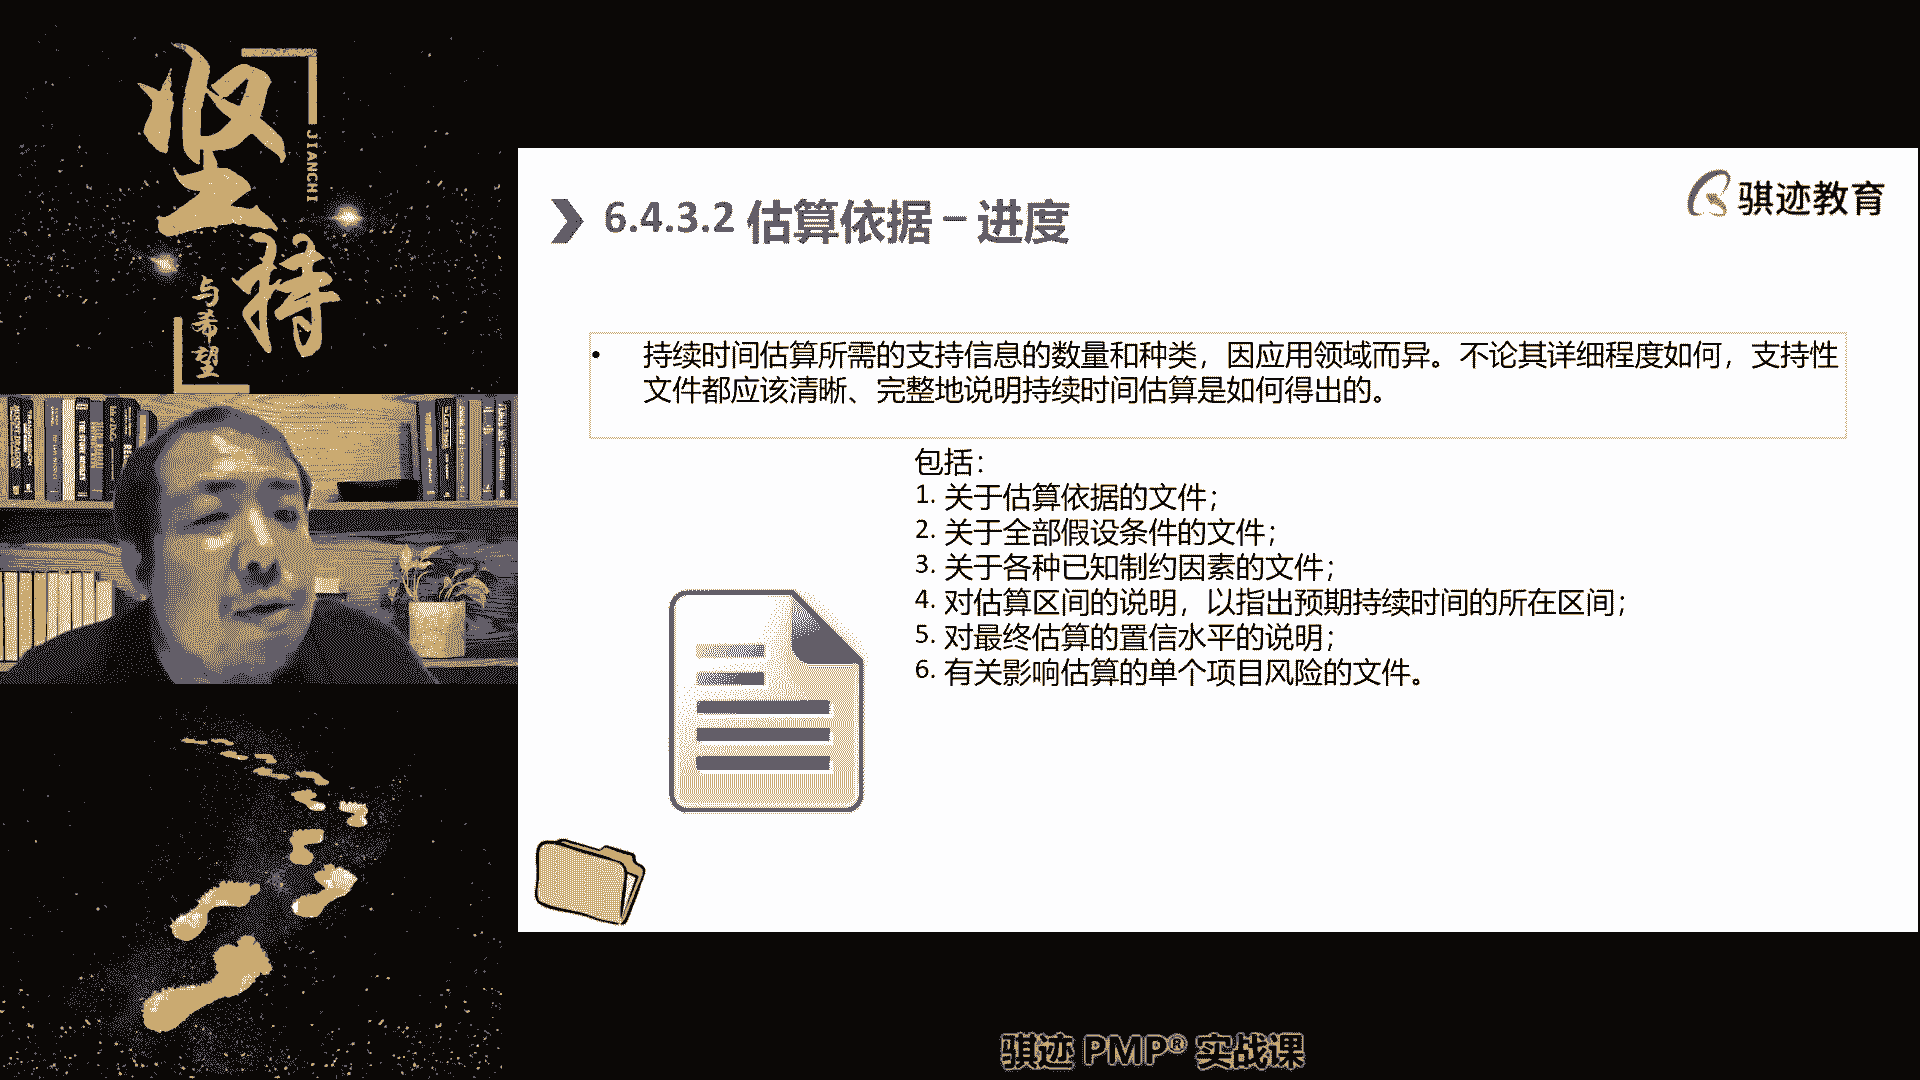 坚持
JIANCHI
与希望
骐迹教育
6.4.3.2 估算依据 – 进度
• 持续时间估算所需的支持信息的数量和种类，因应用领域而异。不论其详细程度如何，支持性
文件都应该清晰、完整地说明持续时间估算是如何得出的。
包括：
1. 关于估算依据的文件；
2. 关于全部假设条件的文件；
3. 关于各种已知制约因素的文件；
4. 对估算区间的说明，以指出预期持续时间的所在区间；
5. 对最终估算的置信水平的说明；
6. 有关影响估算的单个项目风险的文件。
骐迹 PMP® 实战课